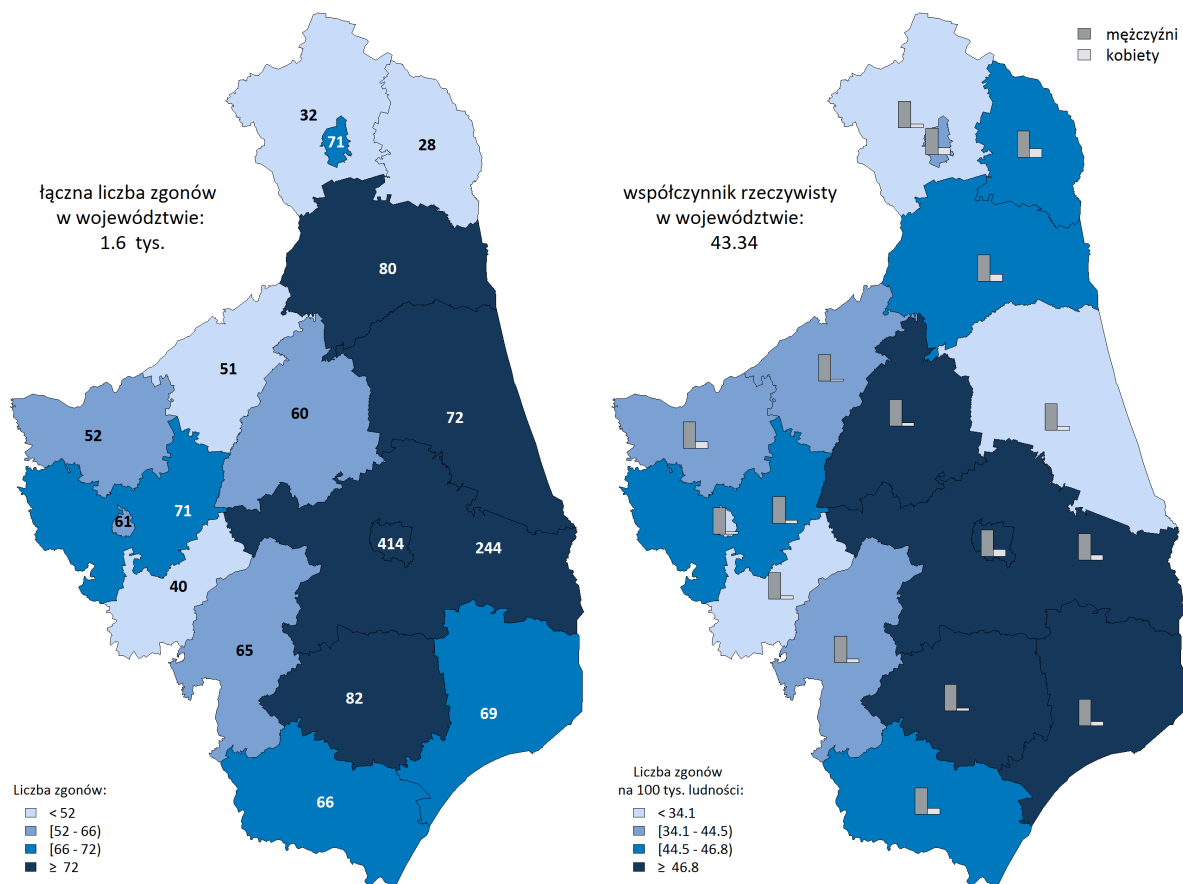 mężczyźni
kobiety
32
71
28
łączna liczba zgonów
w województwie:
1.6 tys.
współczynnik rzeczywisty
w województwie:
43.34
80
51
60
72
52
71
61
414
244
40
65
82
69
66
Liczba zgonów:
< 52
[52 - 66)
[66 - 72)
≥ 72
Liczba zgonów
na 100 tys. ludności:
< 34.1
[34.1 - 44.5)
[44.5 - 46.8)
≥ 46.8